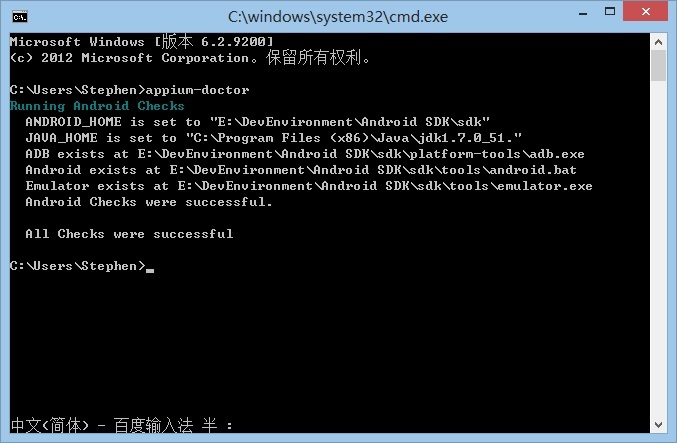 C:\windows\system32\cmd.exe
Microsoft Windows [版本 6.2.9200]
(c) 2012 Microsoft Corporation。保留所有权利。
C:\Users\Stephen>appium-doctor
Running Android Checks
ANDROID_HOME is set to "E:\DevEnvironment\Android SDK\sdk"
JAVA_HOME is set to "C:\Program Files (x86)\Java\jdk1.7.0_51."
ADB exists at E:\DevEnvironment\Android SDK\sdk\platform-tools\adb.exe
Android exists at E:\DevEnvironment\Android SDK\sdk\tools\android.bat
Emulator exists at E:\DevEnvironment\Android SDK\sdk\tools\emulator.exe
Android Checks were successful.
All Checks were successful
C:\Users\Stephen>
中文(简体) - 百度输入法 半 :